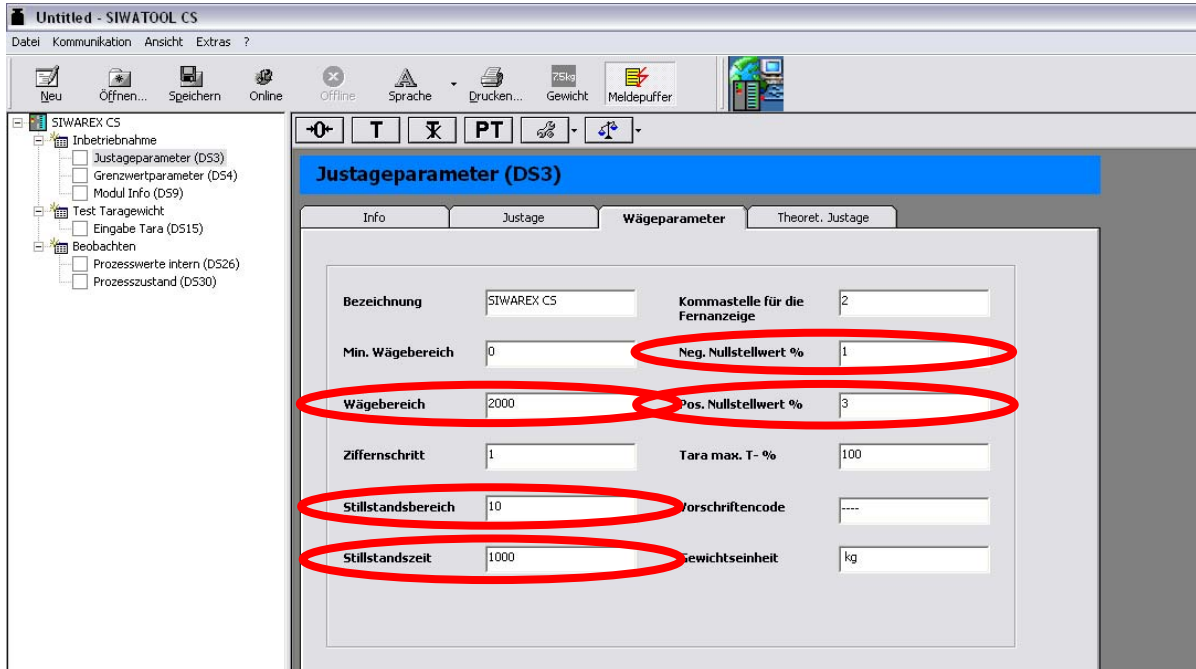 Untitled - SIWATOOL CS
Datei Kommunikation Ansicht Extras ?
Neu Öffnen... Speichern Online Offline Sprache Drucken... 75kg Gewicht Meldepuffer
SIWAREX CS
Inbetriebnahme
Justageparameter (DS3)
Grenzwertparameter (DS4)
Modul Info (DS9)
Test Taragewicht
Eingabe Tara (DS15)
Beobachten
Prozesswerte intern (DS26)
Prozesszustand (DS30)
→0← T T PT
Justageparameter (DS3)
Info Justage Wägeparameter Theoret. Justage
Bezeichnung SIWAREX CS Kommastelle für die 2
Fernanzeige
Min. Wägebereich 0 Neg. Nullstellwert % 1
Wägebereich 2000 Pos. Nullstellwert % 3
Ziffernschritt 1 Tara max. T- % 100
Stillstandsbereich 10 Vorschriftencode ----
Stillstandszeit 1000 Gewichtseinheit kg